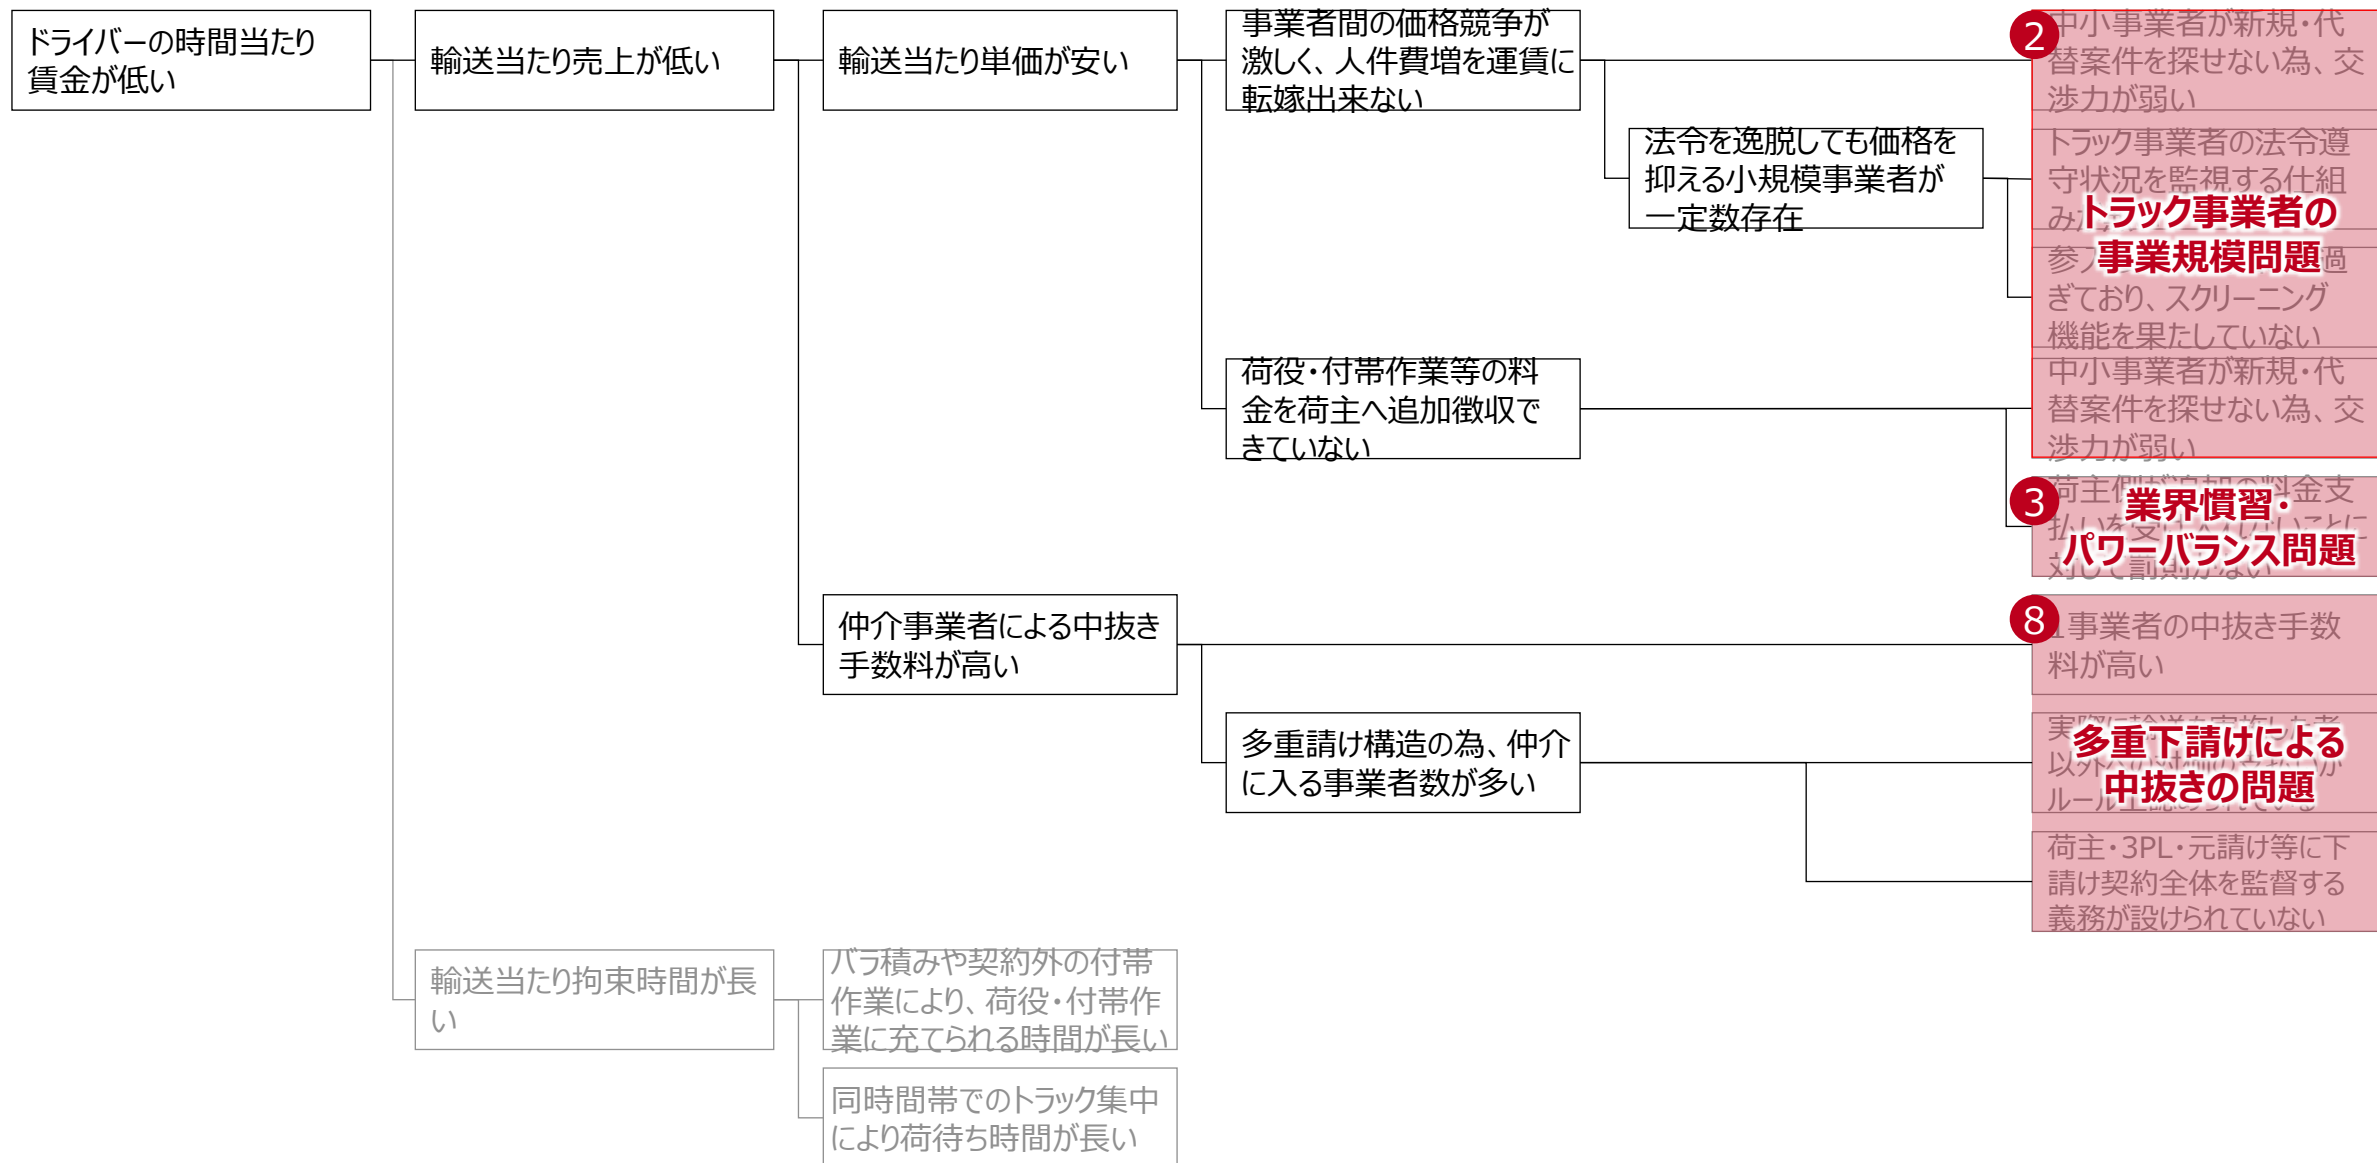 ドライバーの時間当たり
賃金が低い
輸送当たり売上が低い
輸送当たり単価が安い
事業者間の価格競争が
激しく、人件費増を運賃に
転嫁出来ない
法令を逸脱しても価格を
抑える小規模事業者が
一定数存在
荷役・付帯作業等の料
金を荷主へ追加徴収で
きていない
仲介事業者による中抜き
手数料が高い
多重請け構造の為、仲介
に入る事業者数が多い
輸送当たり拘束時間が長
い
バラ積みや契約外の付帯
作業により、荷役・付帯作
業に充てられる時間が長い
同時間帯でのトラック集中
により荷待ち時間が長い
2
中小事業者が新規・代
替案件を探せない為、交
渉力が弱い
トラック事業者の法令遵
守状況を監視する仕組
トラック事業者の
事業規模問題
ぎており、スクリーニング
機能を果たしていない
中小事業者が新規・代
替案件を探せない為、交
渉力が弱い
3
業界慣習・
パワーバランス問題
8
事業者の中抜き手数
料が高い
多重下請けによる
中抜きの問題
荷主・3PL・元請け等に下
請け契約全体を監督する
義務が設けられていない